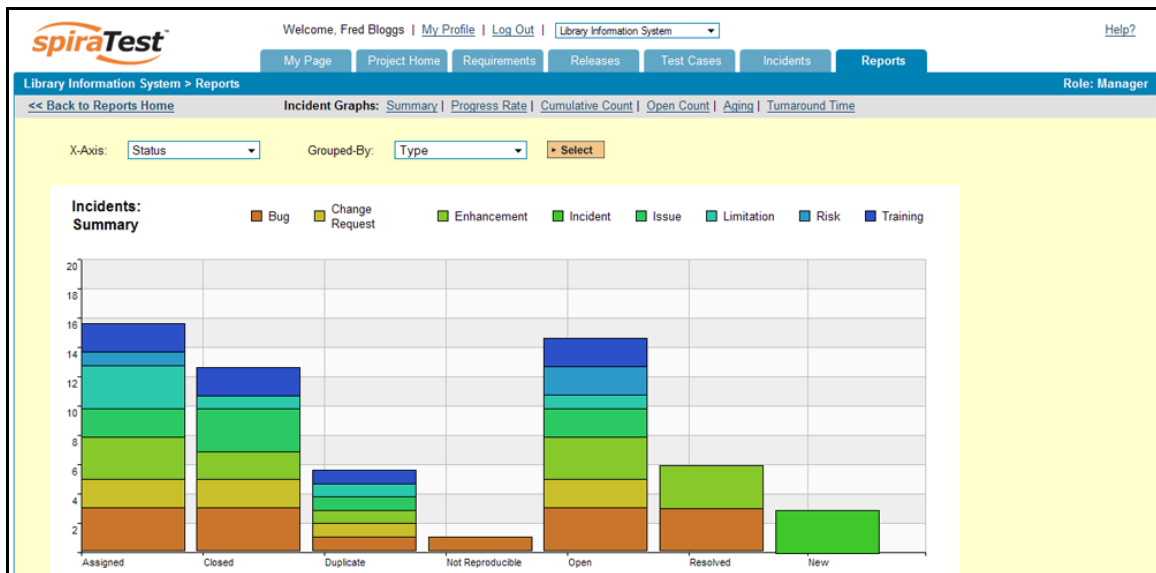 spiraTest™
Welcome, Fred Bloggs | My Profile | Log Out | Library Information System
Help?
My Page Project Home Requirements Releases Test Cases Incidents Reports
Library Information System > Reports
Role: Manager
<< Back to Reports Home
Incident Graphs: Summary | Progress Rate | Cumulative Count | Open Count | Aging | Turnaround Time
X-Axis: Status Grouped-By: Type Select
Incidents:
Summary
Bug
Change
Request
Enhancement
Incident
Issue
Limitation
Risk
Training
20
18
16
14
12
10
8
6
4
2
Assigned Closed Duplicate Not Reproducible Open Resolved New